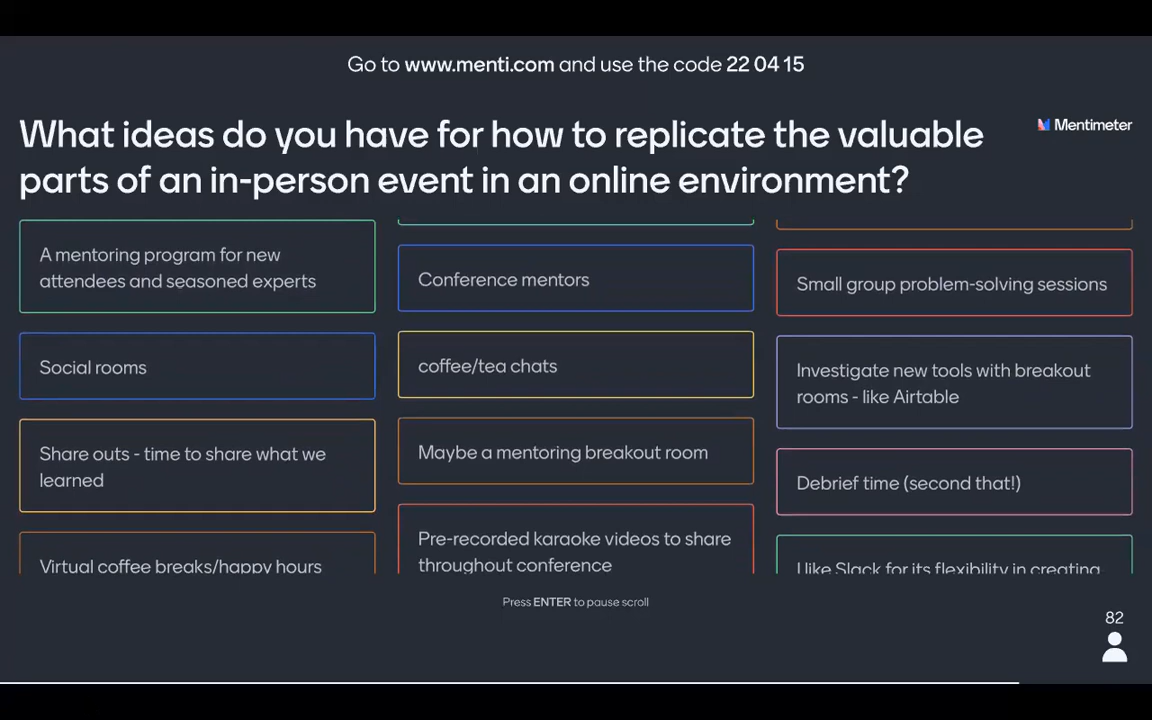 Go to www.menti.com and use the code 22 04 15
What ideas do you have for how to replicate the valuable
parts of an in-person event in an online environment?
Mentimeter
A mentoring program for new
attendees and seasoned experts
Social rooms
Share outs - time to share what we
learned
Virtual coffee breaks/happy hours
Conference mentors
coffee/tea chats
Maybe a mentoring breakout room
Pre-recorded karaoke videos to share
throughout conference
Small group problem-solving sessions
Investigate new tools with breakout
rooms - like Airtable
Debrief time (second that!)
I like Slack for its flexibility in creating
Press ENTER to pause scroll
82